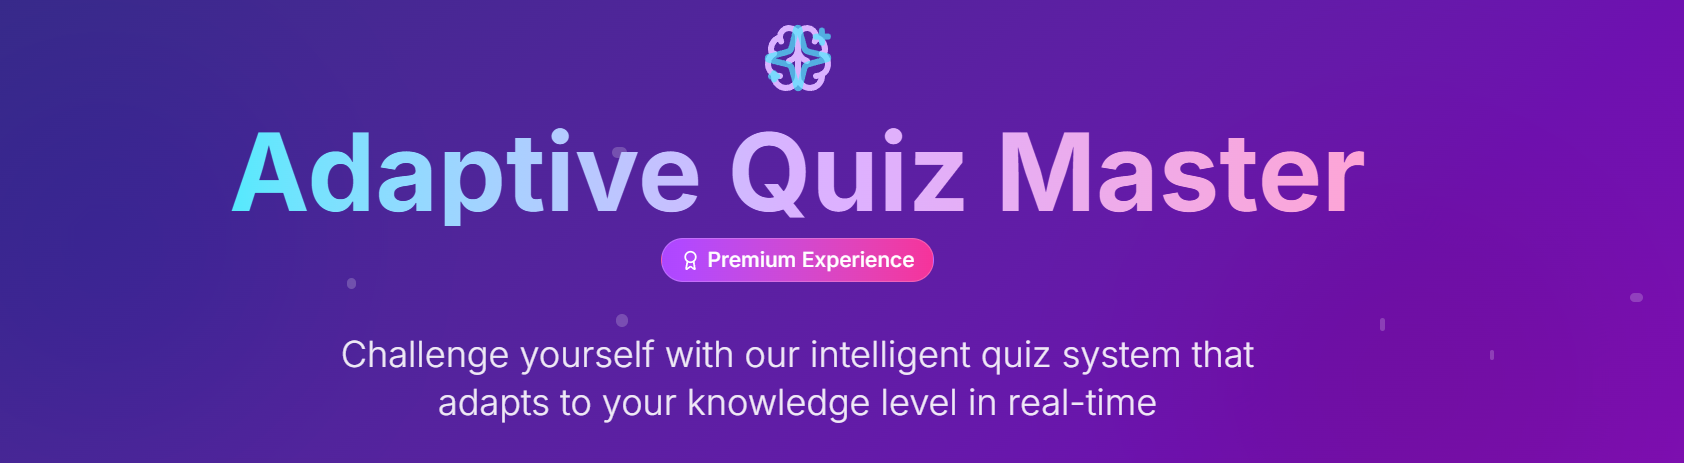 Adaptive Quiz Master
Premium Experience
Challenge yourself with our intelligent quiz system that
adapts to your knowledge level in real-time